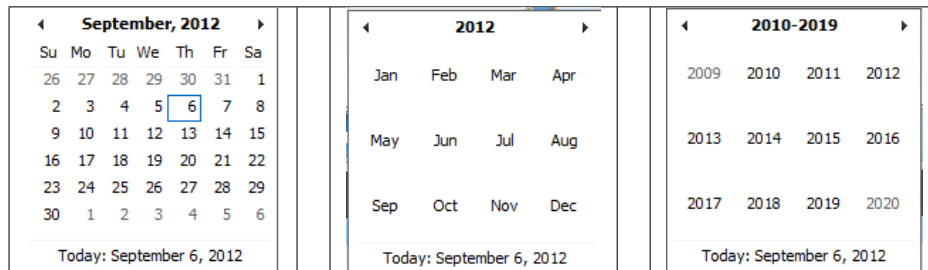 September, 2012
Su Mo Tu We Th Fr Sa
26 27 28 29 30 31 1
2 3 4 5 6 7 8
9 10 11 12 13 14 15
16 17 18 19 20 21 22
23 24 25 26 27 28 29
30 1 2 3 4 5 6
Today: September 6, 2012
2012
Jan Feb Mar Apr
May Jun Jul Aug
Sep Oct Nov Dec
Today: September 6, 2012
2010-2019
2009 2010 2011 2012
2013 2014 2015 2016
2017 2018 2019 2020
Today: September 6, 2012